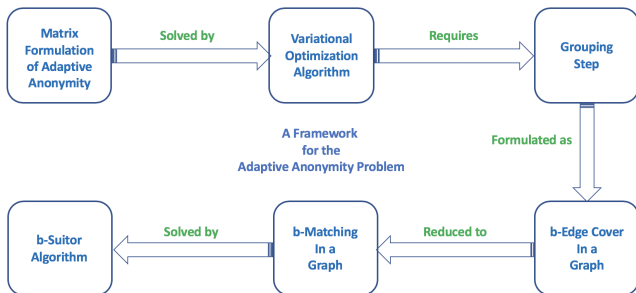 Matrix
Formulation
of Adaptive
Anonymity
Solved by
Variational
Optimization
Algorithm
Requires
Grouping
Step
Formulated as
A Framework
for the
Adaptive Anonymity Problem
b-Edge Cover
In a
Graph
Reduced to
b-Matching
In a
Graph
Solved by
b-Suitor
Algorithm